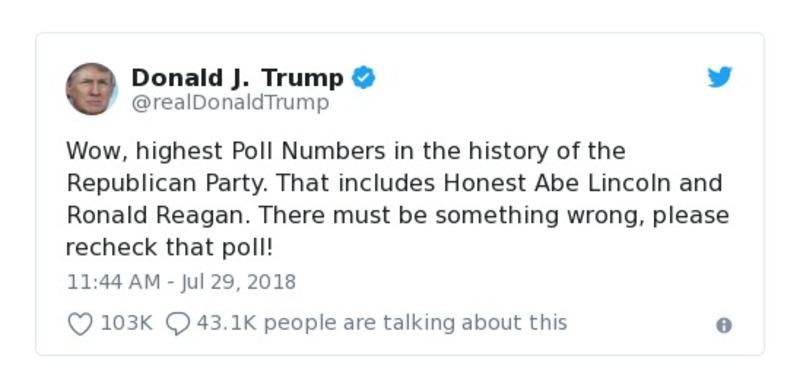 Donald J. Trump
@realDonaldTrump
Wow, highest Poll Numbers in the history of the
Republican Party. That includes Honest Abe Lincoln and
Ronald Reagan. There must be something wrong, please
recheck that poll!
11:44 AM - Jul 29, 2018
103K 43.1K people are talking about this